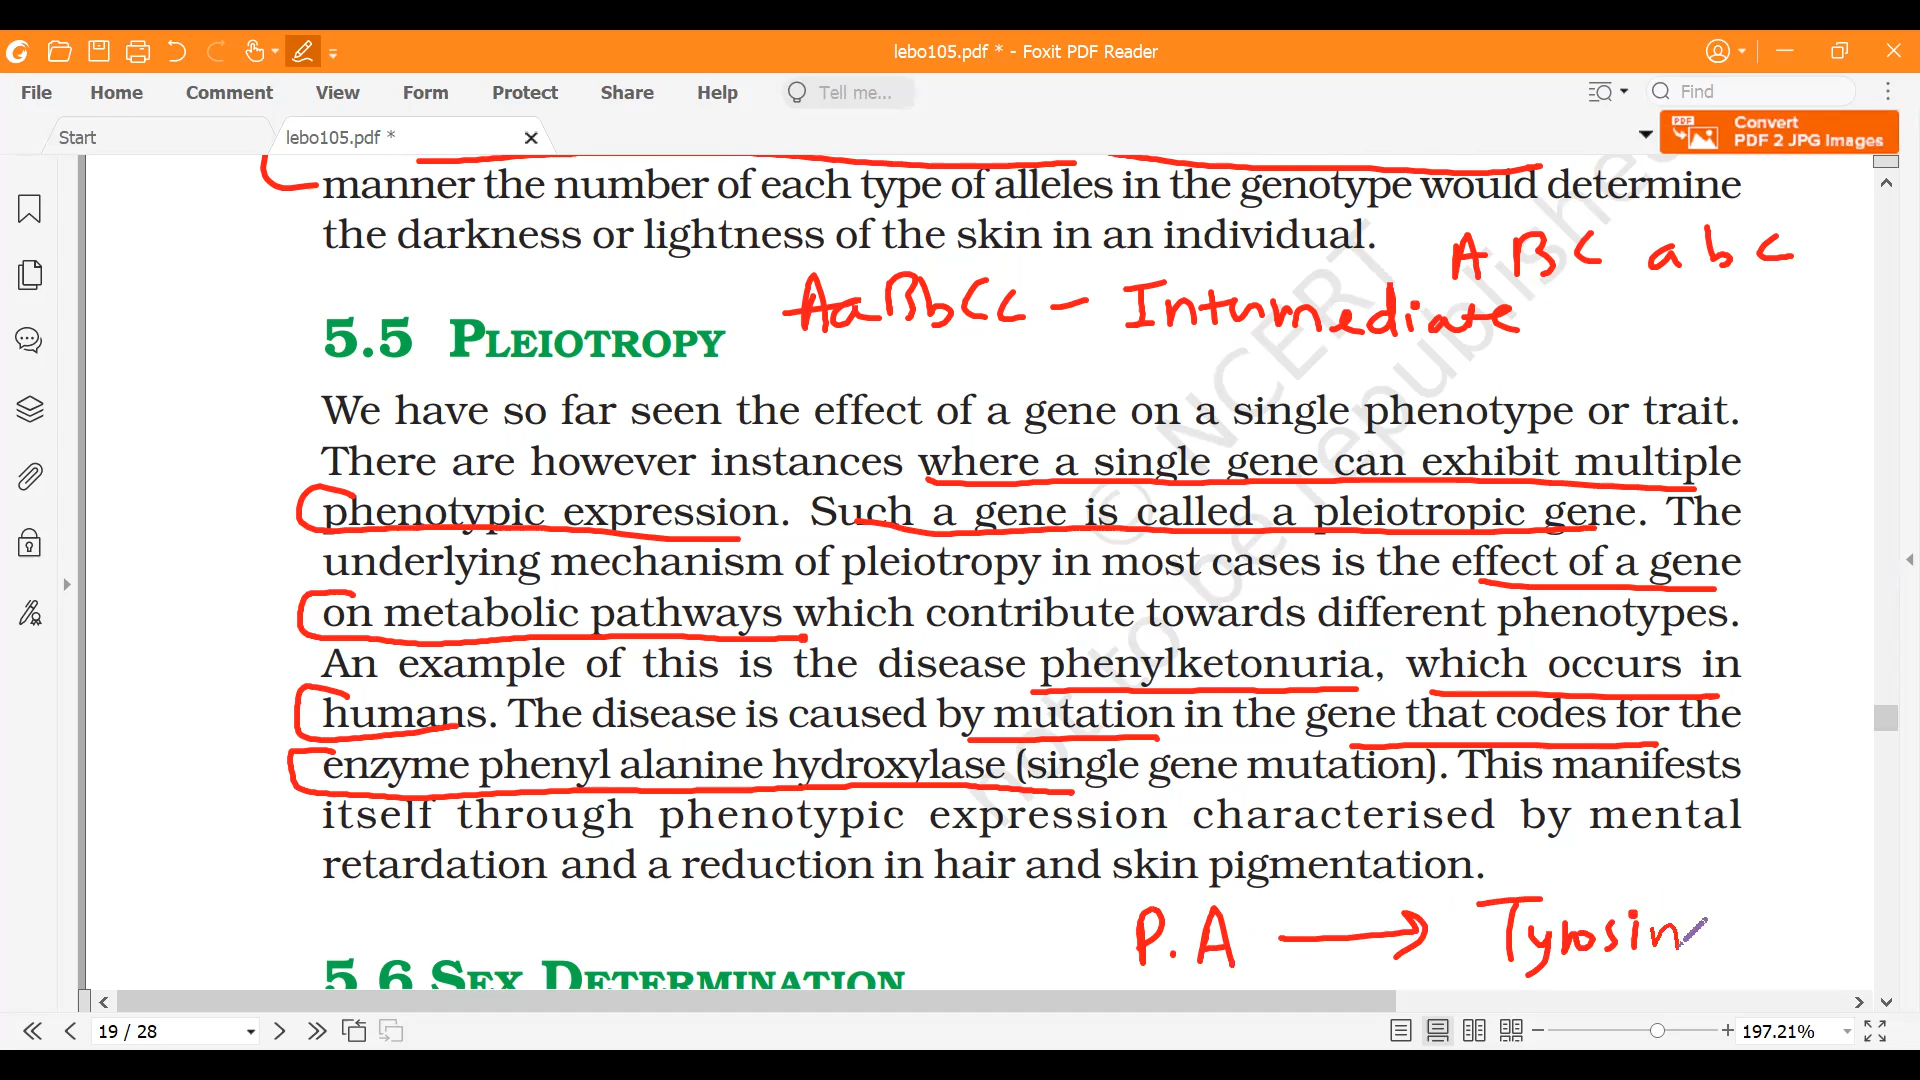 lebo105.pdf * - Foxit PDF Reader
File Home Comment View Form Protect Share Help Tell me... Find
Start lebo105.pdf * PDF Convert PDF 2 JPG Images
manner the number of each type of alleles in the genotype would determine
the darkness or lightness of the skin in an individual.
A B C a b c
AaBbCc - Intermediate
5.5 PLEIOTROPY
We have so far seen the effect of a gene on a single phenotype or trait.
There are however instances where a single gene can exhibit multiple
phenotypic expression. Such a gene is called a pleiotropic gene. The
underlying mechanism of pleiotropy in most cases is the effect of a gene
on metabolic pathways which contribute towards different phenotypes.
An example of this is the disease phenylketonuria, which occurs in
humans. The disease is caused by mutation in the gene that codes for the
enzyme phenyl alanine hydroxylase (single gene mutation). This manifests
itself through phenotypic expression characterised by mental
retardation and a reduction in hair and skin pigmentation.
P.A → Tyrosin
5.6 SEX DETERMINATION
© NCERT
not to be republished
19 / 28 197.21%